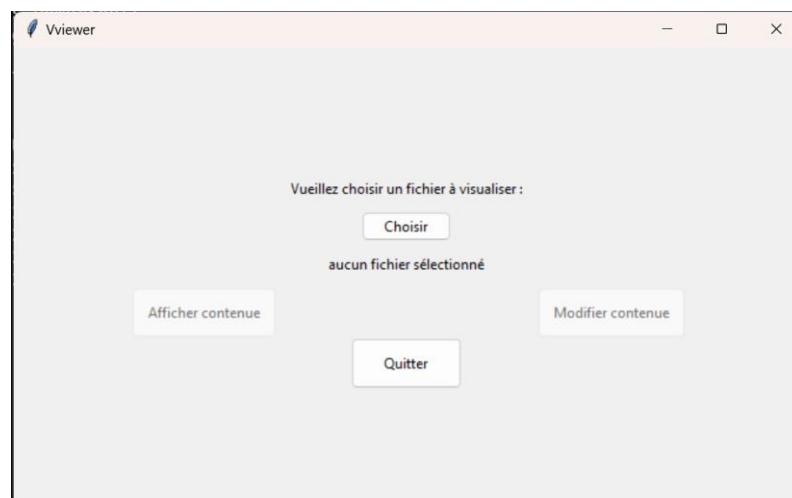 Vviewer
Vueillez choisir un fichier à visualiser :
Choisir
aucun fichier sélectionné
Afficher contenue
Modifier contenue
Quitter